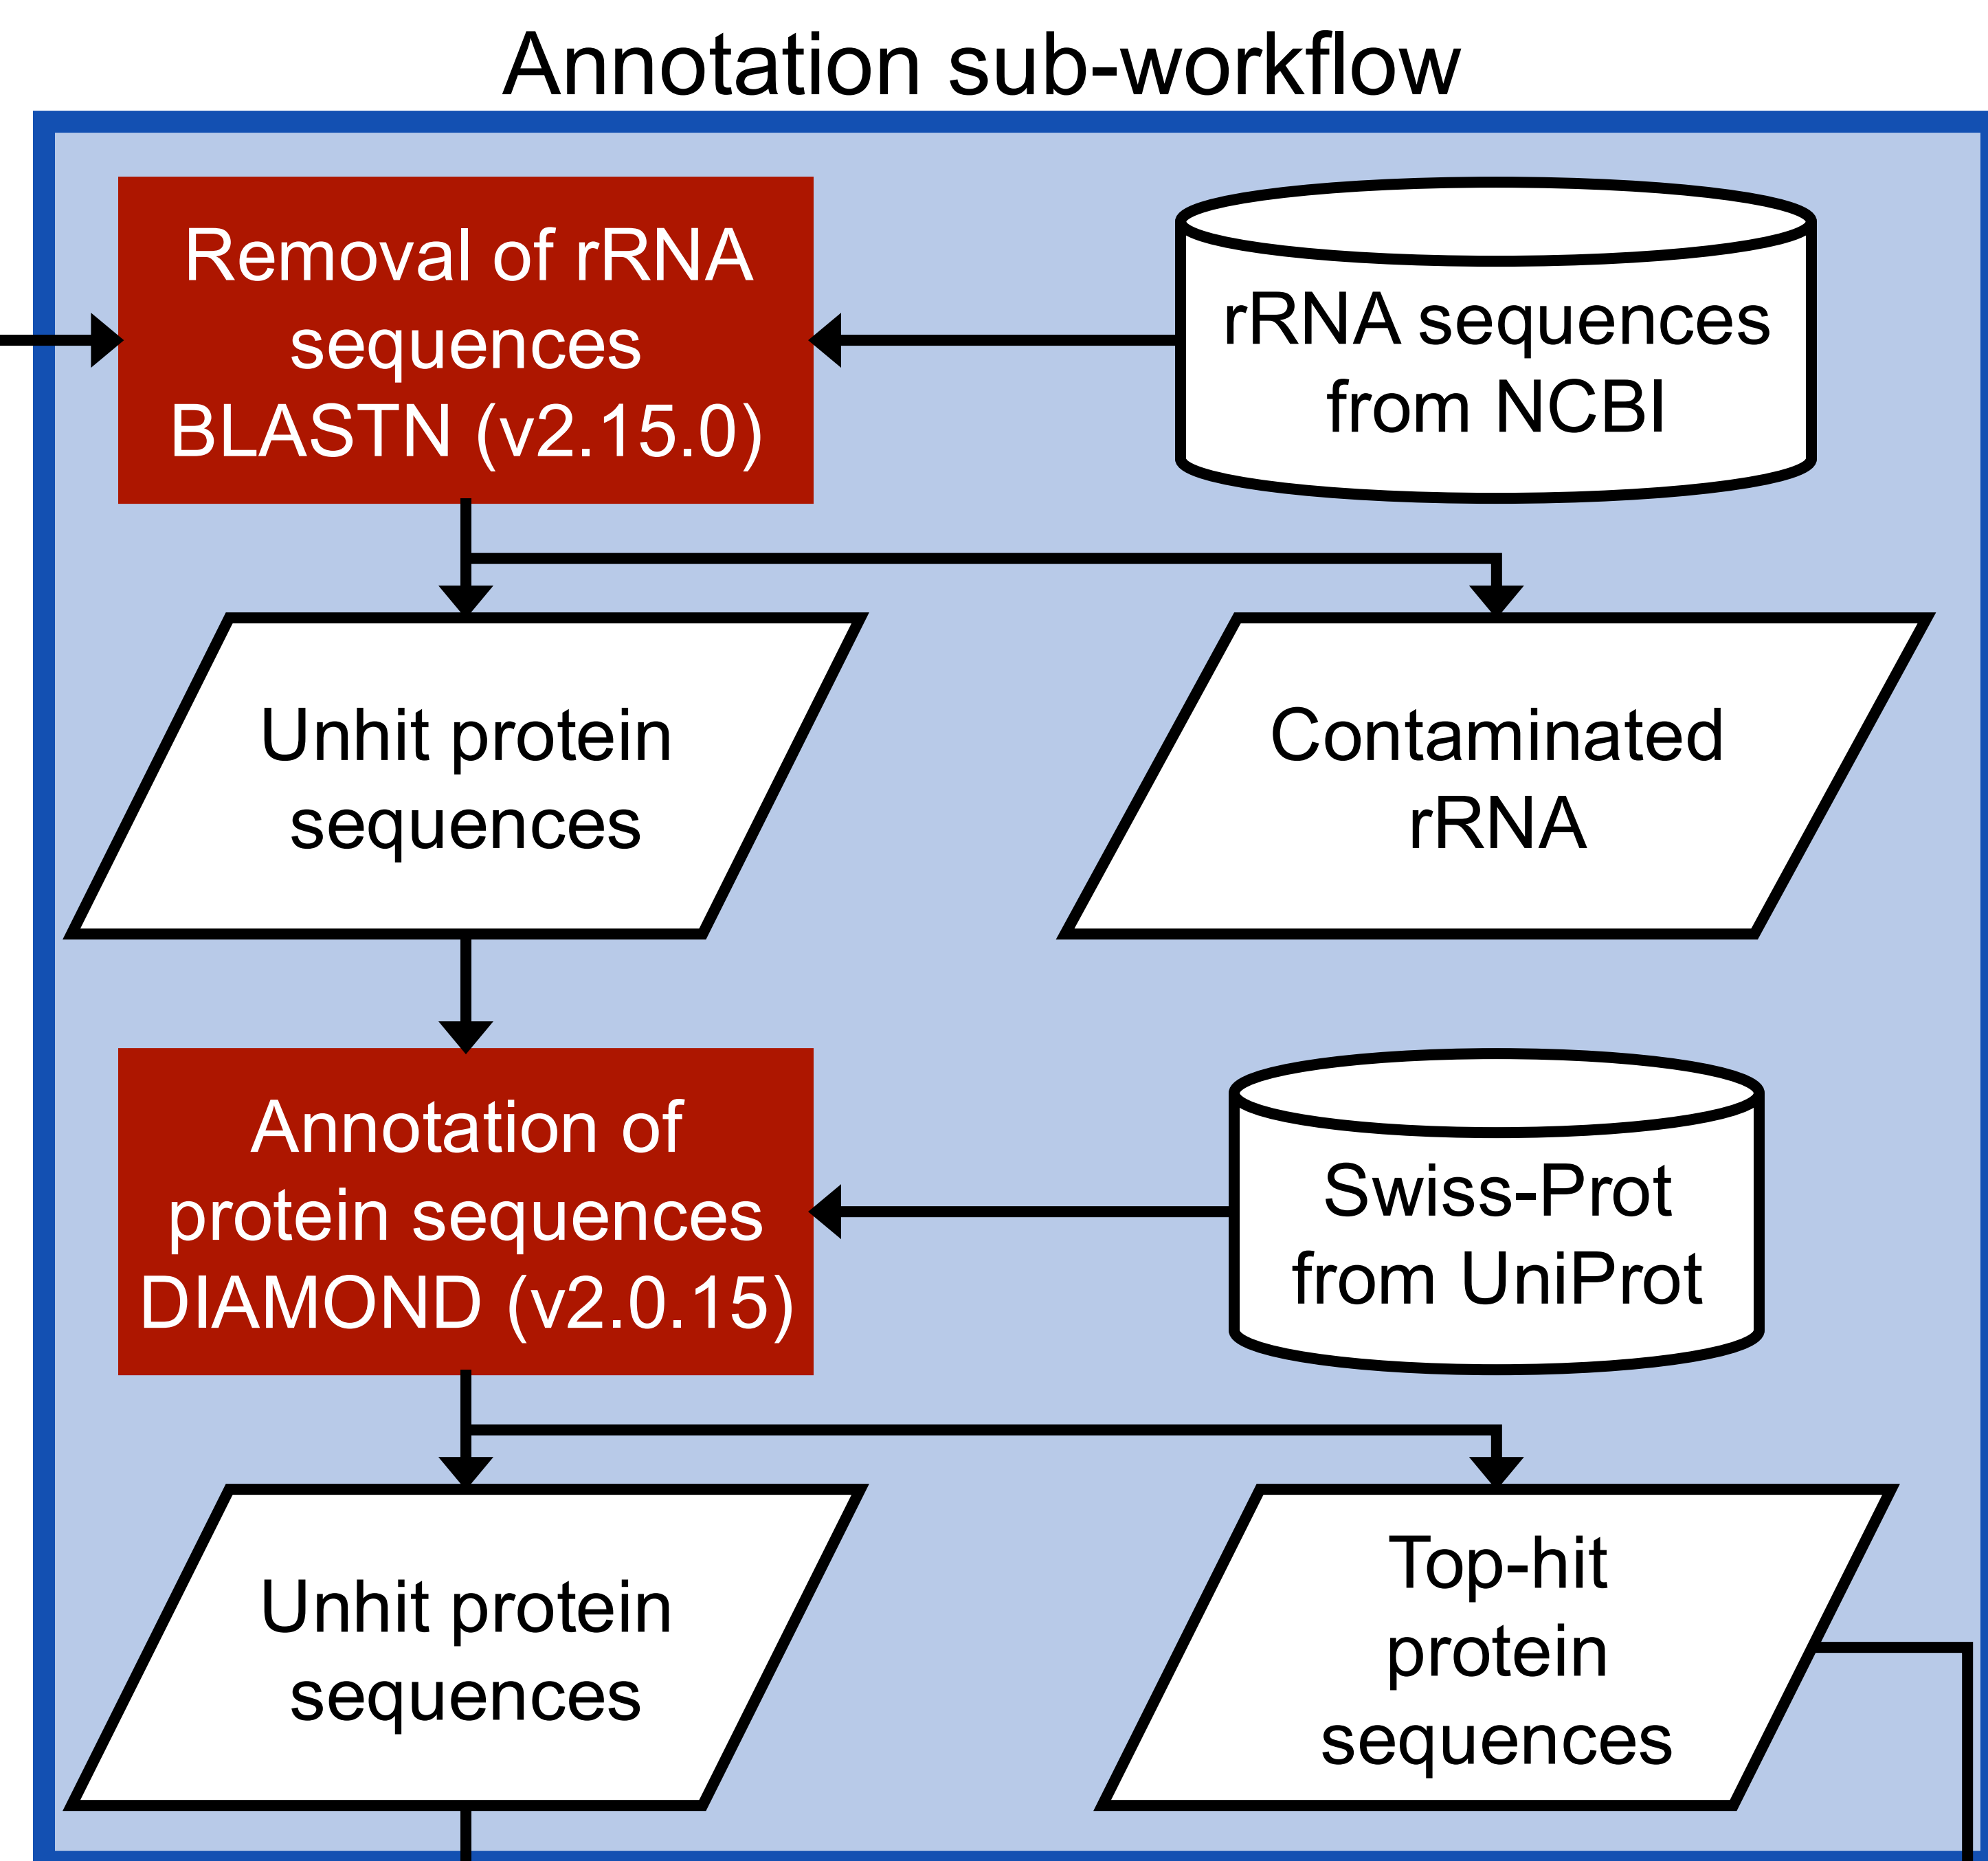 Annotation sub-workflow
Removal of rRNA
sequences
BLASTN (v2.15.0)
rRNA sequences
from NCBI
Unhit protein
sequences
Contaminated
rRNA
Annotation of
protein sequences
DIAMOND (v2.0.15)
Swiss-Prot
from UniProt
Unhit protein
sequences
Top-hit
protein
sequences